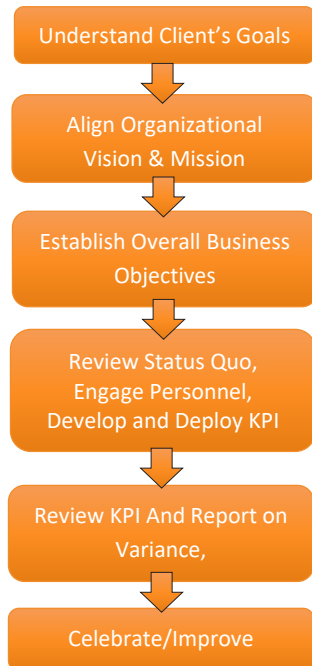 Understand Client’s Goals
Align Organizational
Vision & Mission
Establish Overall Business
Objectives
Review Status Quo,
Engage Personnel,
Develop and Deploy KPI
Review KPI And Report on
Variance,
Celebrate/Improve